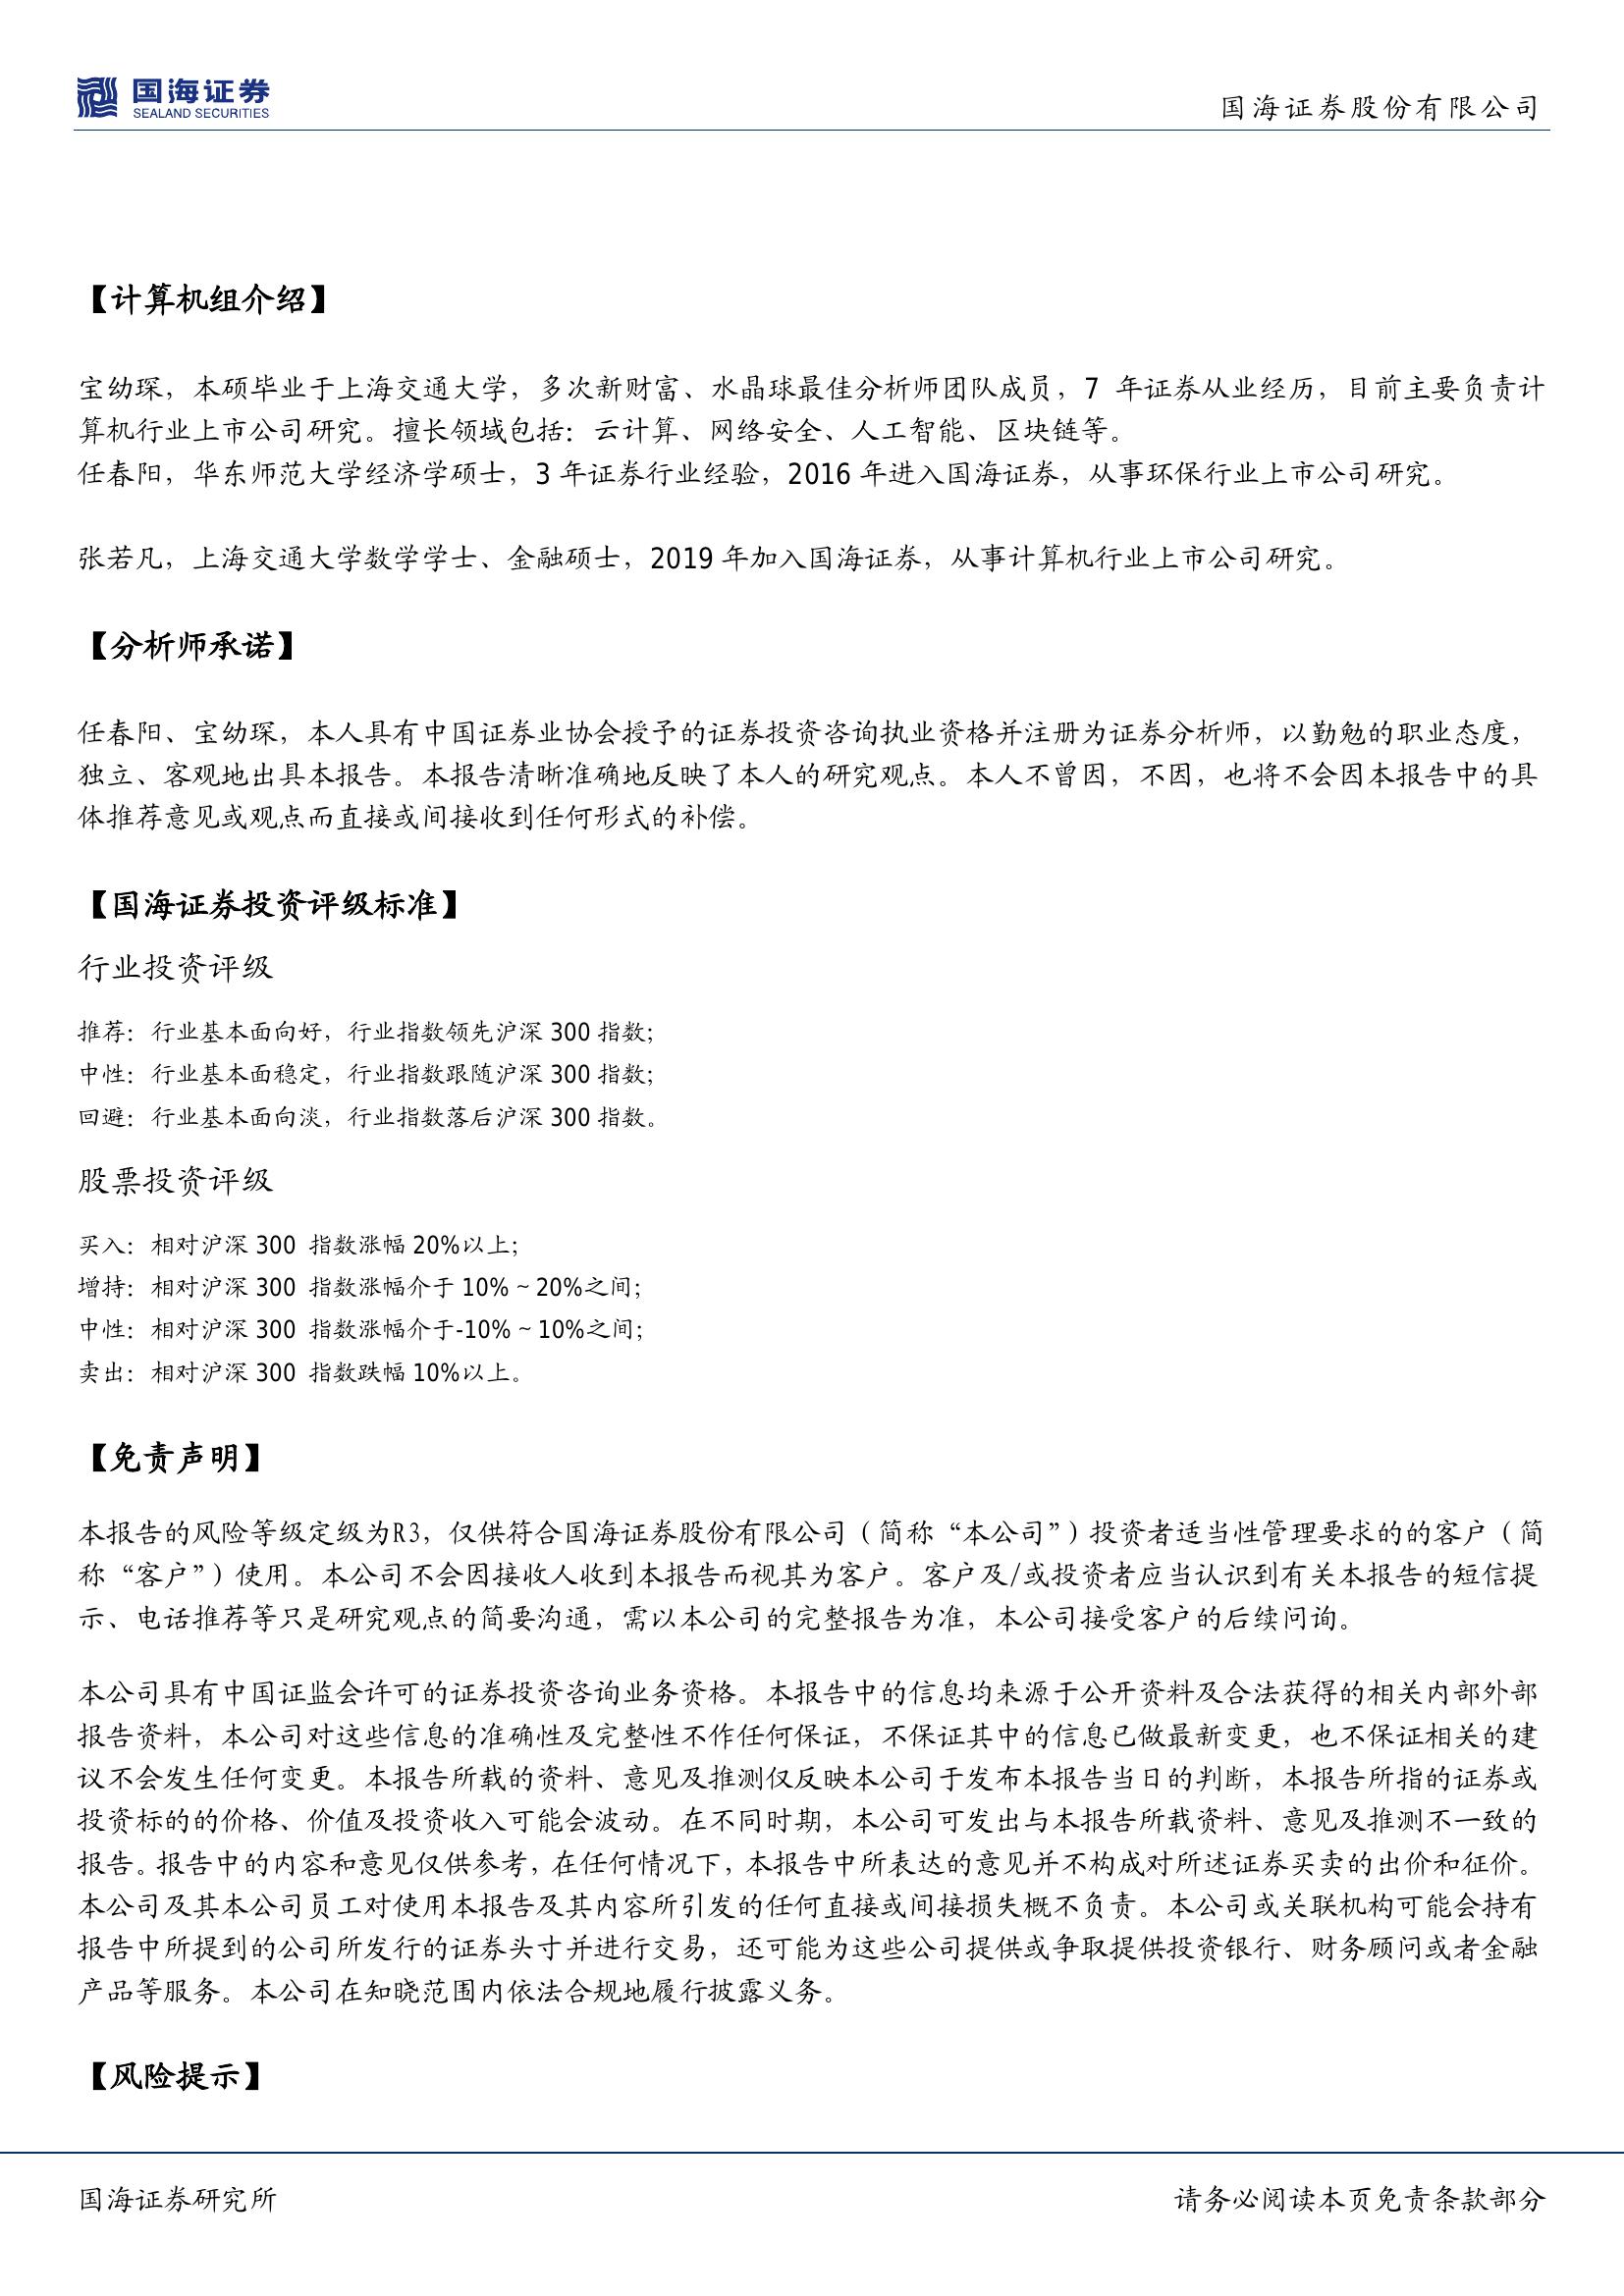 国海证券
SEALAND SECURITIES
国海证券股份有限公司
【计算机组介绍】
宝幼琛，本硕毕业于上海交通大学，多次新财富、水晶球最佳分析师团队成员，7 年证券从业经历，目前主要负责计
算机行业上市公司研究。擅长领域包括：云计算、网络安全、人工智能、区块链等。
任春阳，华东师范大学经济学硕士，3 年证券行业经验，2016 年进入国海证券，从事环保行业上市公司研究。
张若凡，上海交通大学数学学士、金融硕士，2019 年加入国海证券，从事计算机行业上市公司研究。
【分析师承诺】
任春阳、宝幼琛，本人具有中国证券业协会授予的证券投资咨询执业资格并注册为证券分析师，以勤勉的职业态度，
独立、客观地出具本报告。本报告清晰准确地反映了本人的研究观点。本人不曾因，不因，也将不会因本报告中的具
体推荐意见或观点而直接或间接收到任何形式的补偿。
【国海证券投资评级标准】
行业投资评级
推荐：行业基本面向好，行业指数领先沪深 300 指数；
中性：行业基本面稳定，行业指数跟随沪深 300 指数；
回避：行业基本面向淡，行业指数落后沪深 300 指数。
股票投资评级
买入：相对沪深 300 指数涨幅 20%以上；
增持：相对沪深 300 指数涨幅介于 10%～20%之间；
中性：相对沪深 300 指数涨幅介于-10%～10%之间；
卖出：相对沪深 300 指数跌幅 10%以上。
【免责声明】
本报告的风险等级定级为R3，仅供符合国海证券股份有限公司（简称“本公司”）投资者适当性管理要求的的客户（简
称“客户”）使用。本公司不会因接收人收到本报告而视其为客户。客户及/或投资者应当认识到有关本报告的短信提
示、电话推荐等只是研究观点的简要沟通，需以本公司的完整报告为准，本公司接受客户的后续问询。
本公司具有中国证监会许可的证券投资咨询业务资格。本报告中的信息均来源于公开资料及合法获得的相关内部外部
报告资料，本公司对这些信息的准确性及完整性不作任何保证，不保证其中的信息已做最新变更，也不保证相关的建
议不会发生任何变更。本报告所载的资料、意见及推测仅反映本公司于发布本报告当日的判断，本报告所指的证券或
投资标的的价格、价值及投资收入可能会波动。在不同时期，本公司可发出与本报告所载资料、意见及推测不一致的
报告。报告中的内容和意见仅供参考，在任何情况下，本报告中所表达的意见并不构成对所述证券买卖的出价和征价。
本公司及其本公司员工对使用本报告及其内容所引发的任何直接或间接损失概不负责。本公司或关联机构可能会持有
报告中所提到的公司所发行的证券头寸并进行交易，还可能为这些公司提供或争取提供投资银行、财务顾问或者金融
产品等服务。本公司在知晓范围内依法合规地履行披露义务。
【风险提示】
国海证券研究所
请务必阅读本页免责条款部分